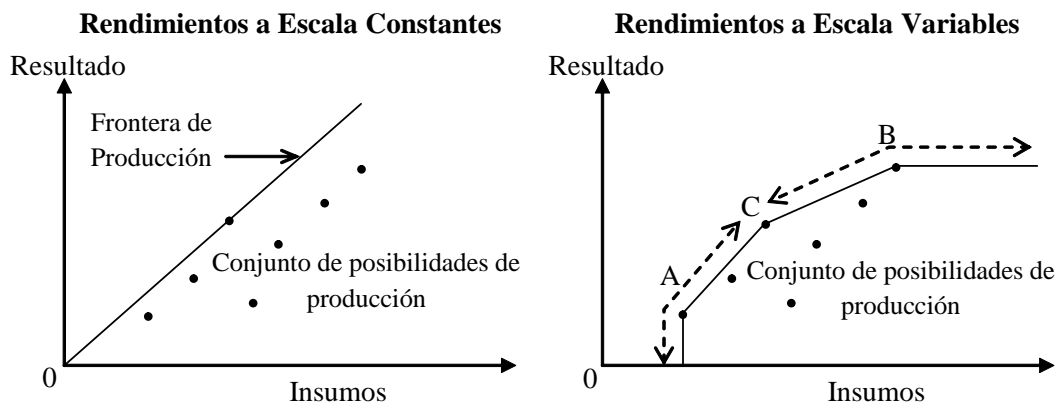 Rendimientos a Escala Constantes
Resultado
Frontera de
Producción
Conjunto de posibilidades de
producción
0
Insumos
Rendimientos a Escala Variables
Resultado
B
C
A
Conjunto de posibilidades de
producción
0
Insumos